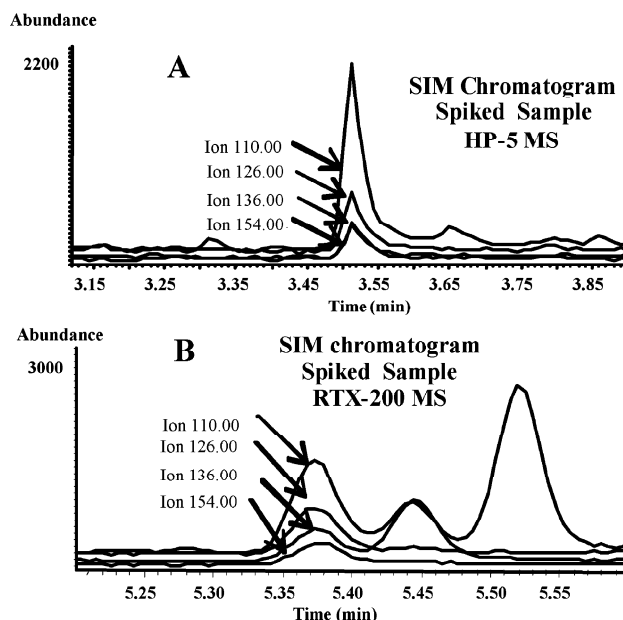 Abundance
2200
A
SIM Chromatogram
Spiked Sample
HP-5 MS
Ion 110.00
Ion 126.00
Ion 136.00
Ion 154.00
3.15 3.25 3.35 3.45 3.55 3.65 3.75 3.85
Time (min)
Abundance
3000
B
SIM chromatogram
Spiked Sample
RTX-200 MS
Ion 110.00
Ion 126.00
Ion 136.00
Ion 154.00
5.25 5.30 5.35 5.40 5.45 5.50 5.55
Time (min)